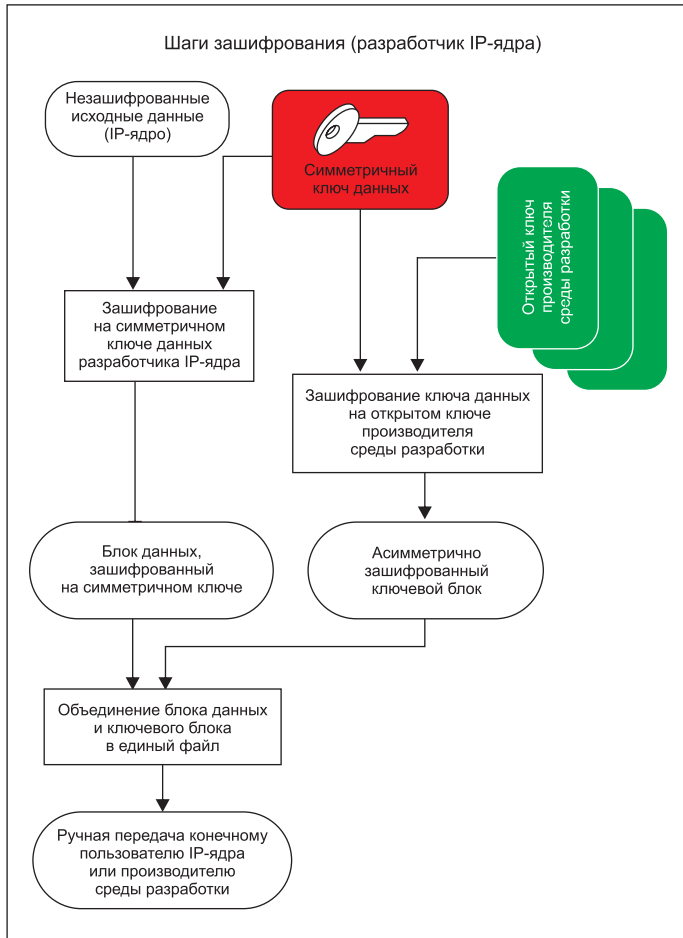 Шаги зашифрования (разработчик IP-ядра)
Незашифрованные
исходные данные
(IP-ядро)
Симметричный
ключ данных
Открытый ключ
производителя
среды разработки
Зашифрование
на симметричном
ключе данных
разработчика IP-ядра
Зашифрование ключа данных
на открытом ключе
производителя
среды разработки
Блок данных,
зашифрованный
на симметричном ключе
Асимметрично
зашифрованный
ключевой блок
Объединение блока данных
и ключевого блока
в единый файл
Ручная передача конечному
пользователю IP-ядра
или производителю
среды разработки